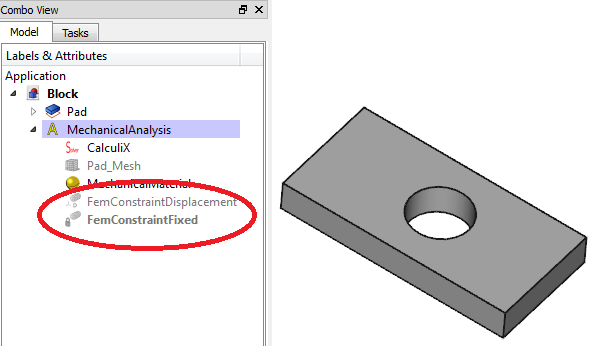 Combo View
Model
Tasks
Labels & Attributes
Application
Block
Pad
MechanicalAnalysis
CalculiX
Pad_Mesh
MechanicalMaterial
FemConstraintDisplacement
FemConstraintFixed